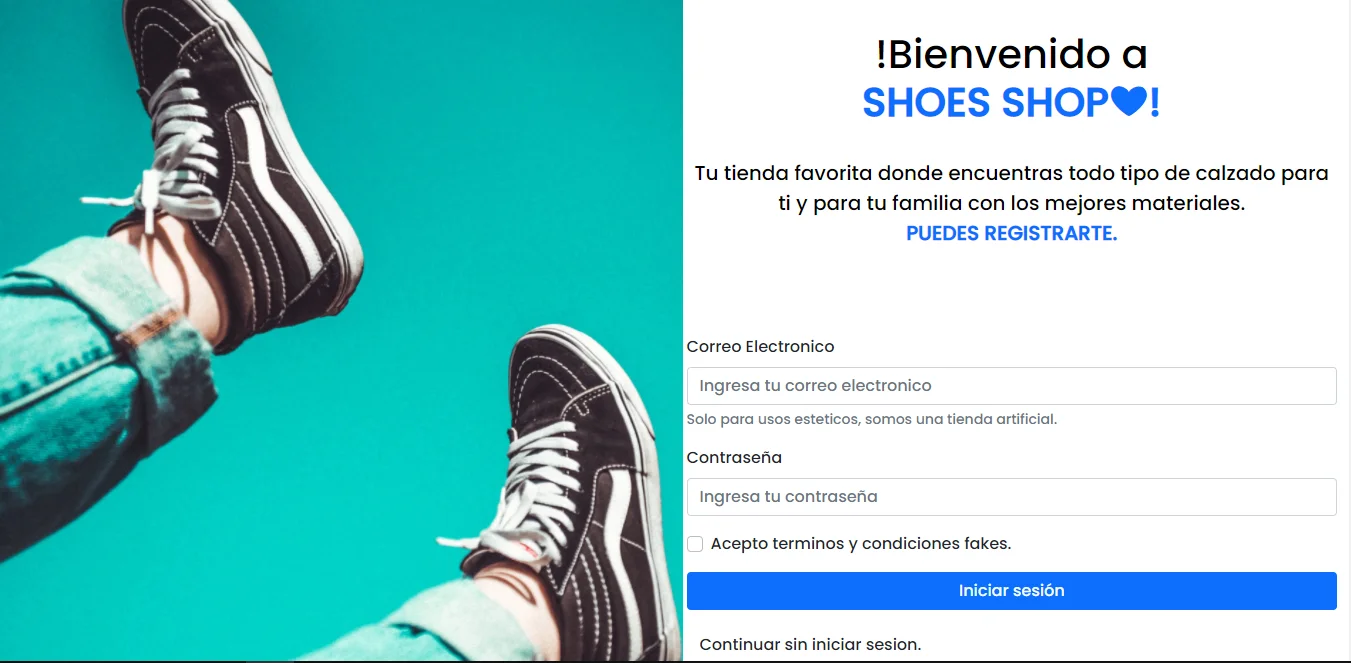 !Bienvenido a
SHOES SHOP💙!
Tu tienda favorita donde encuentras todo tipo de calzado para
ti y para tu familia con los mejores materiales.
PUEDES REGISTRARTE.
Correo Electronico
Ingresa tu correo electronico
Solo para usos esteticos, somos una tienda artificial.
Contraseña
Ingresa tu contraseña
Acepto terminos y condiciones fakes.
Iniciar sesión
Continuar sin iniciar sesion.